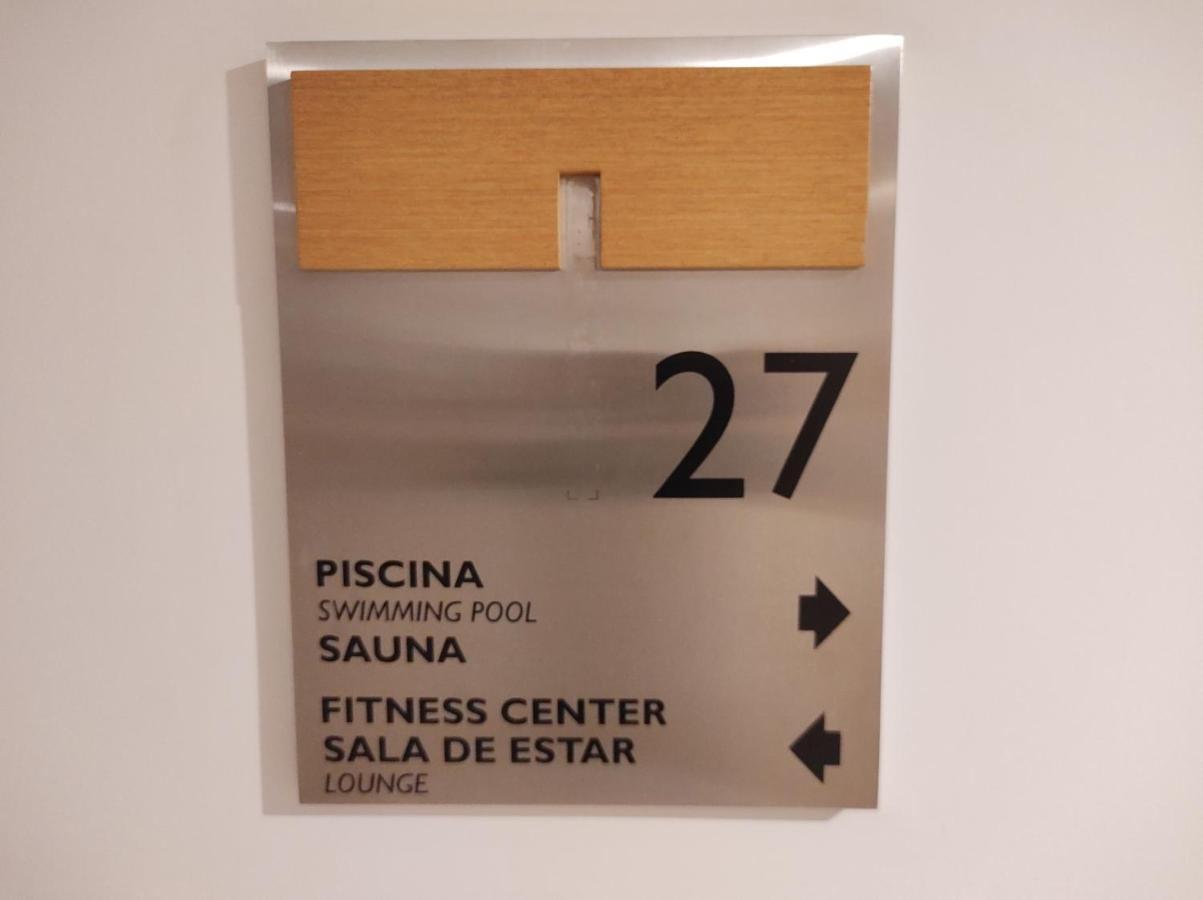 27
PISCINA
SWIMMING POOL
SAUNA
FITNESS CENTER
SALA DE ESTAR
LOUNGE